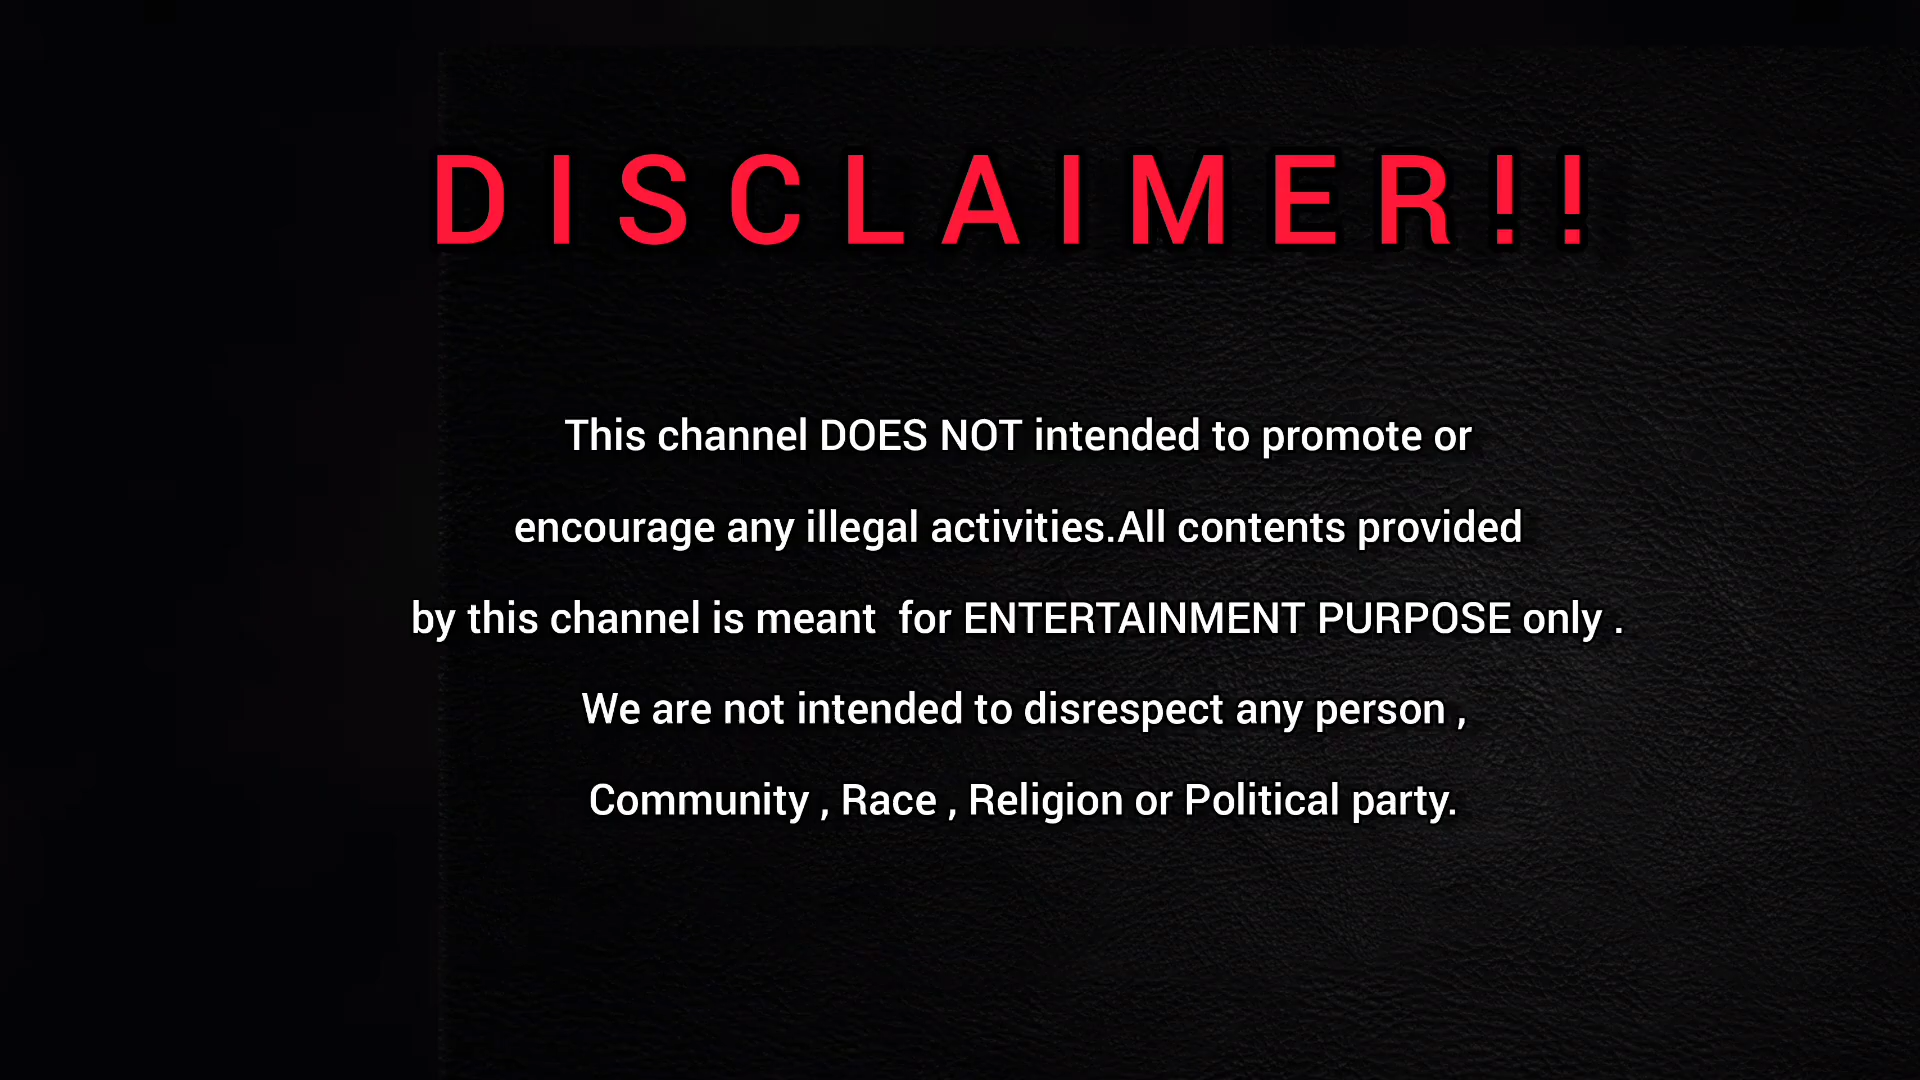 DISCLAIMER!!
This channel DOES NOT intended to promote or
encourage any illegal activities.All contents provided
by this channel is meant  for ENTERTAINMENT PURPOSE only .
We are not intended to disrespect any person ,
Community , Race , Religion or Political party.